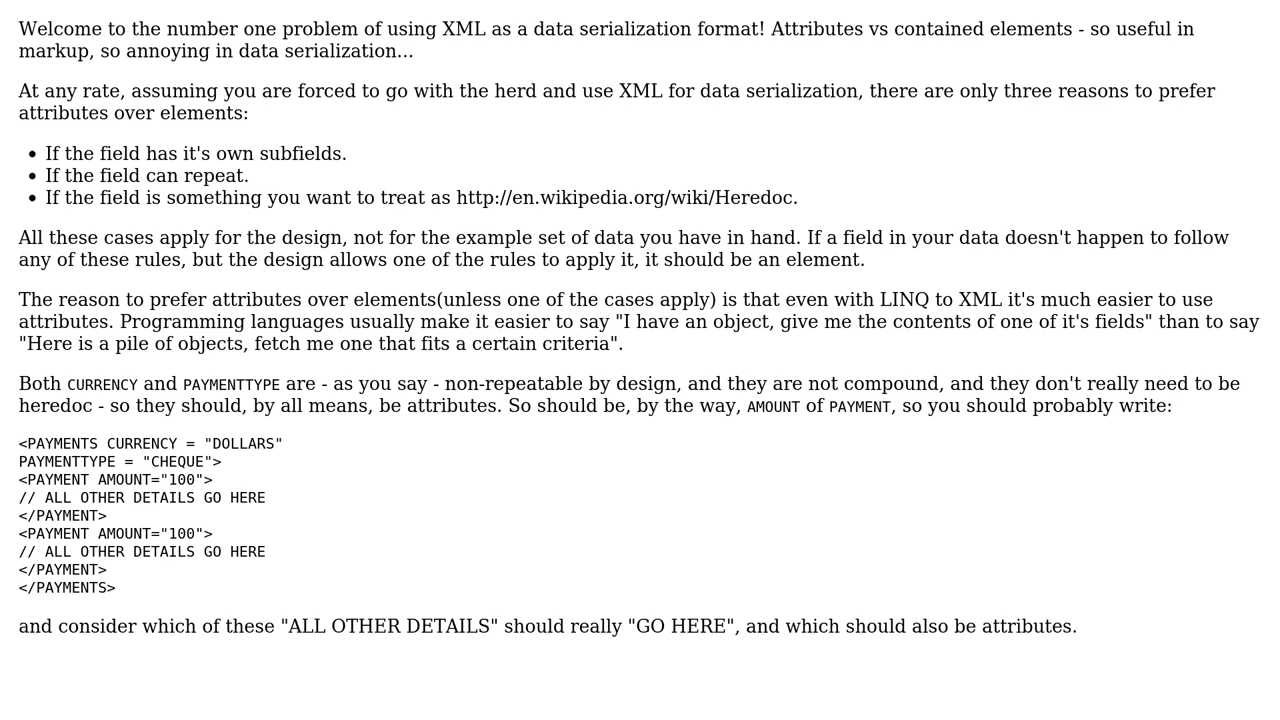 Welcome to the number one problem of using XML as a data serialization format! Attributes vs contained elements - so useful in
markup, so annoying in data serialization...
At any rate, assuming you are forced to go with the herd and use XML for data serialization, there are only three reasons to prefer
attributes over elements:
• If the field has it's own subfields.
• If the field can repeat.
• If the field is something you want to treat as http://en.wikipedia.org/wiki/Heredoc.
All these cases apply for the design, not for the example set of data you have in hand. If a field in your data doesn't happen to follow
any of these rules, but the design allows one of the rules to apply it, it should be an element.
The reason to prefer attributes over elements(unless one of the cases apply) is that even with LINQ to XML it's much easier to use
attributes. Programming languages usually make it easier to say "I have an object, give me the contents of one of it's fields" than to say
"Here is a pile of objects, fetch me one that fits a certain criteria".
Both CURRENCY and PAYMENTTYPE are - as you say - non-repeatable by design, and they are not compound, and they don't really need to be
heredoc - so they should, by all means, be attributes. So should be, by the way, AMOUNT of PAYMENT, so you should probably write:
<PAYMENTS CURRENCY = "DOLLARS"
PAYMENTTYPE = "CHEQUE">
<PAYMENT AMOUNT="100">
// ALL OTHER DETAILS GO HERE
</PAYMENT>
<PAYMENT AMOUNT="100">
// ALL OTHER DETAILS GO HERE
</PAYMENT>
</PAYMENTS>
and consider which of these "ALL OTHER DETAILS" should really "GO HERE", and which should also be attributes.